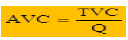 AVC = TVC
Q